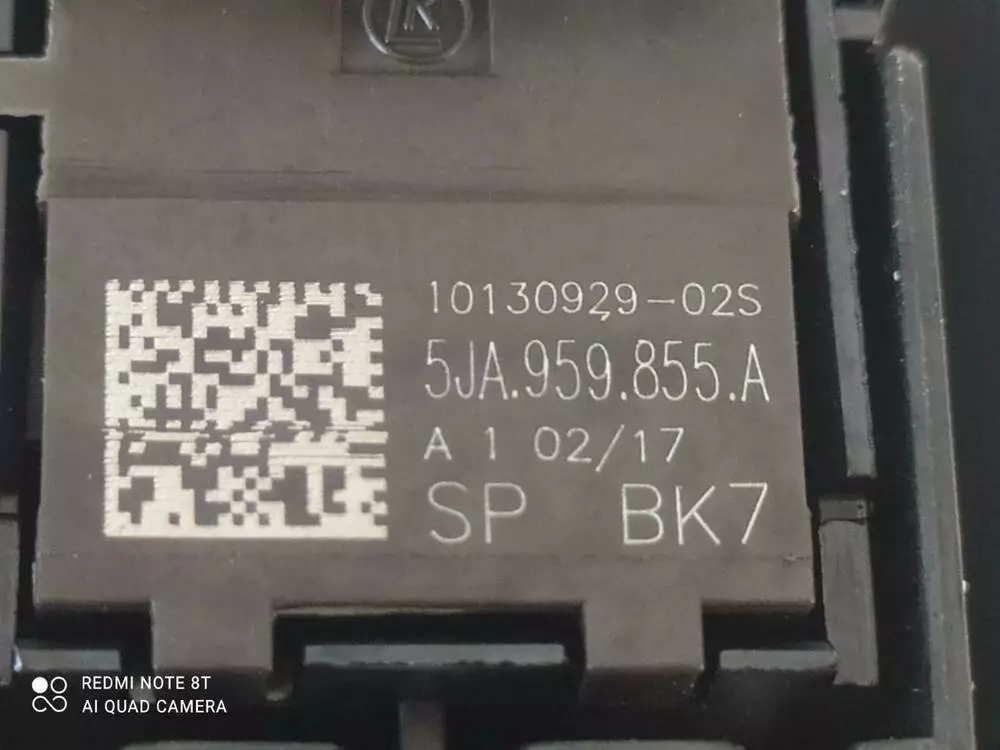 10130929-02S
5JA.959.855.A
A 1 02/17
SP BK7
REDMI NOTE 8T
AI QUAD CAMERA